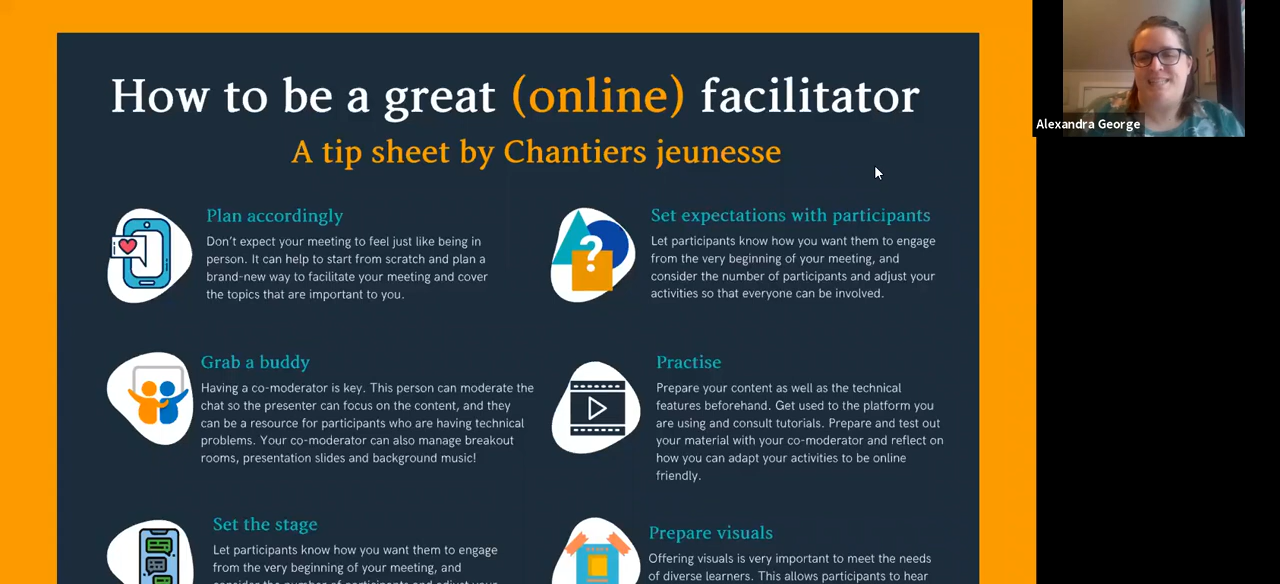 How to be a great (online) facilitator
A tip sheet by Chantiers jeunesse
Plan accordingly
Don't expect your meeting to feel just like being in
person. It can help to start from scratch and plan a
brand-new way to facilitate your meeting and cover
the topics that are important to you.
Set expectations with participants
Let participants know how you want them to engage
from the very beginning of your meeting, and
consider the number of participants and adjust your
activities so that everyone can be involved.
Grab a buddy
Having a co-moderator is key. This person can moderate the
chat so the presenter can focus on the content, and they
can be a resource for participants who are having technical
problems. Your co-moderator can also manage breakout
rooms, presentation slides and background music!
Practise
Prepare your content as well as the technical
features beforehand. Get used to the platform you
are using and consult tutorials. Prepare and test out
your material with your co-moderator and reflect on
how you can adapt your activities to be online
friendly.
Set the stage
Let participants know how you want them to engage
from the very beginning of your meeting, and
consider the number of participants and adjust your
Prepare visuals
Offering visuals is very important to meet the needs
of diverse learners. This allows participants to hear
Alexandra George